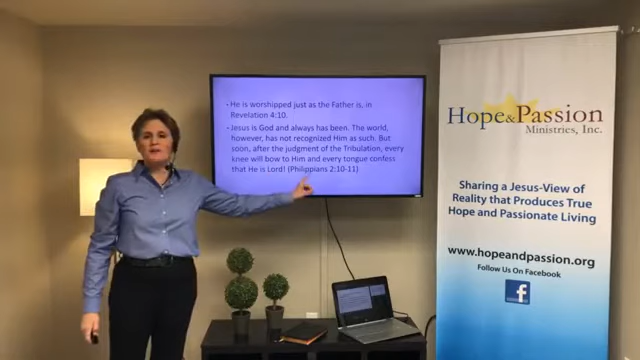 - He is worshipped just as the Father is, in
Revelation 4:10.
- Jesus is God and always has been. The world,
however, has not recognized Him as such. But
soon, after the judgment of the Tribulation, every
knee will bow to Him and every tongue confess
that He is Lord! (Philippians 2:10-11)
Hope&Passion
Ministries, Inc.
Sharing a Jesus-View of
Reality that Produces True
Hope and Passionate Living
www.hopeandpassion.org
Follow Us On Facebook
f